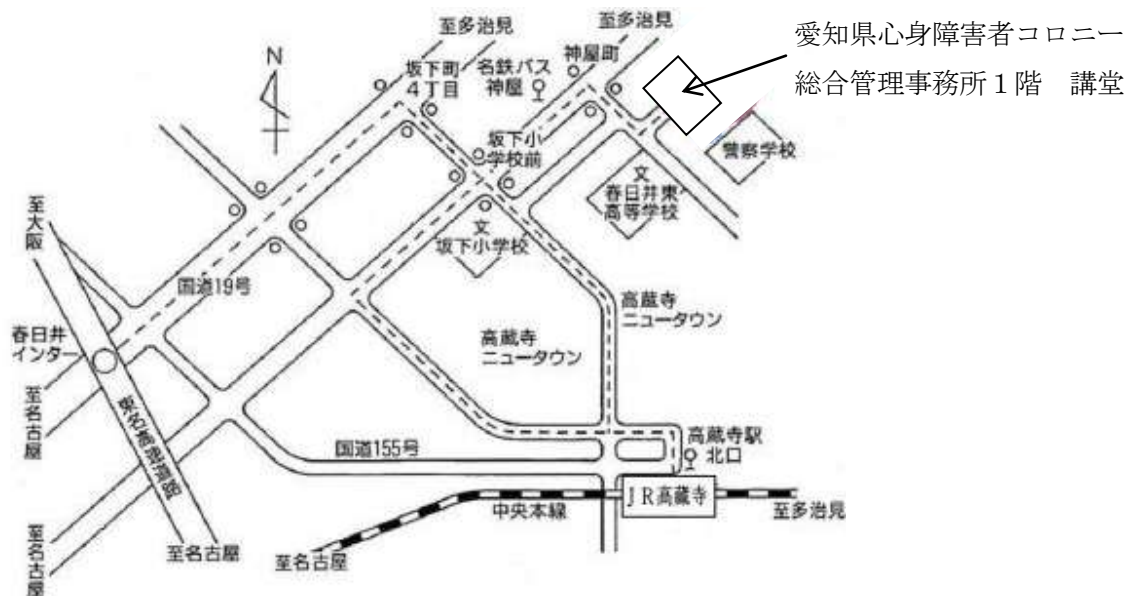 至多治見
至多治見
愛知県心身障害者コロニー
総合管理事務所1階　講堂
N
坂下町
4丁目
名鉄バス
神屋
神屋町
坂下小
学校前
警察学校
文
春日井東
高等学校
文
坂下小学校
至大阪
国道19号
高蔵寺
ニュータウン
高蔵寺
ニュータウン
春日井
インター
至名古屋
東名高速道路
国道155号
高蔵寺駅
北口
JR高蔵寺
中央本線
至多治見
至名古屋
至名古屋
至名古屋